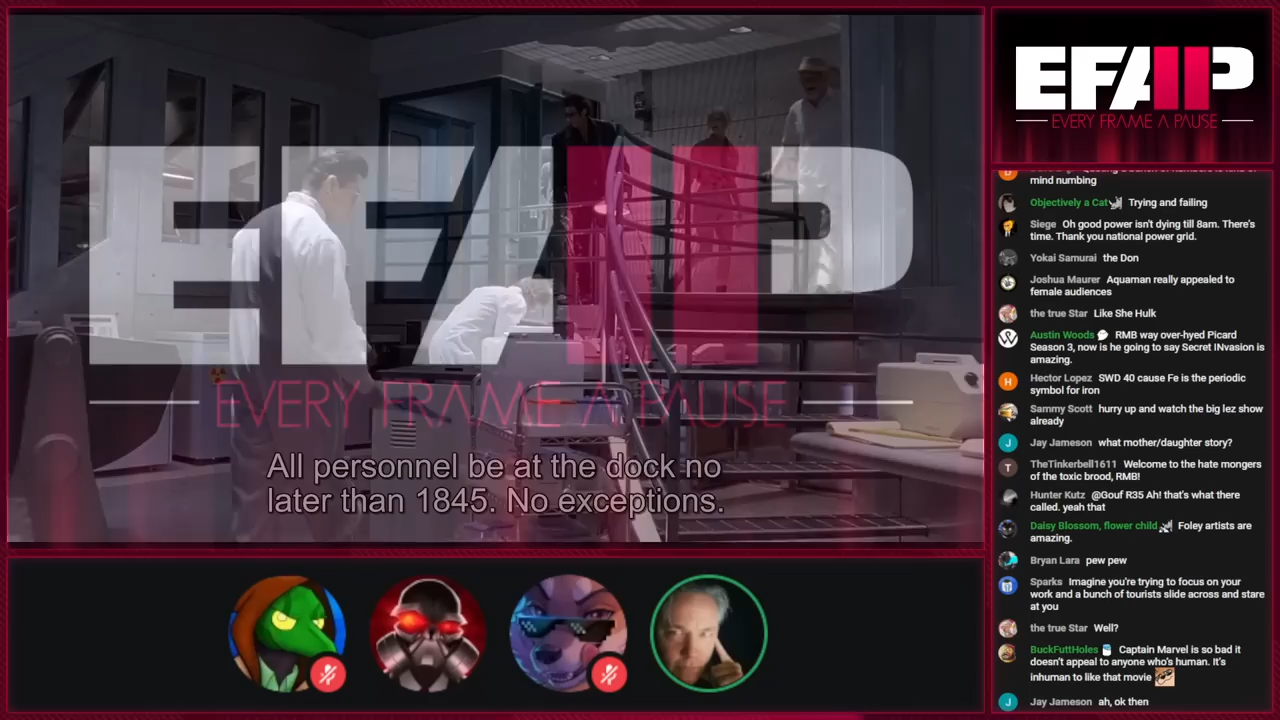 EFAP
EVERY FRAME A PAUSE
All personnel be at the dock no
later than 1845. No exceptions.
EFAP
EVERY FRAME A PAUSE
mind numbing
Objectively a Cat Trying and failing
Siege Oh good power isn't dying till 8am. There's
time. Thank you national power grid.
Yokai Samurai the Don
Joshua Maurer Aquaman really appealed to
female audiences
the true Star Like She Hulk
Austin Woods RMB way over-hyped Picard
Season 3, now is he going to say Secret INvasion is
amazing.
H
Hector Lopez SWD 40 cause Fe is the periodic
symbol for iron
Sammy Scott hurry up and watch the big lez show
already
J
Jay Jameson what mother/daughter story?
T
TheTinkerbell1611 Welcome to the hate mongers
of the toxic brood, RMB!
Hunter Kutz @Gouf R35 Ah! that's what there
called. yeah that
Daisy Blossom, flower child Foley artists are
amazing.
Bryan Lara pew pew
Sparks Imagine you're trying to focus on your
work and a bunch of tourists slide across and stare
at you
the true Star Well?
BuckFuttHoles Captain Marvel is so bad it
doesn't appeal to anyone who's human. It's
inhuman to like that movie
J
Jay Jameson ah, ok then